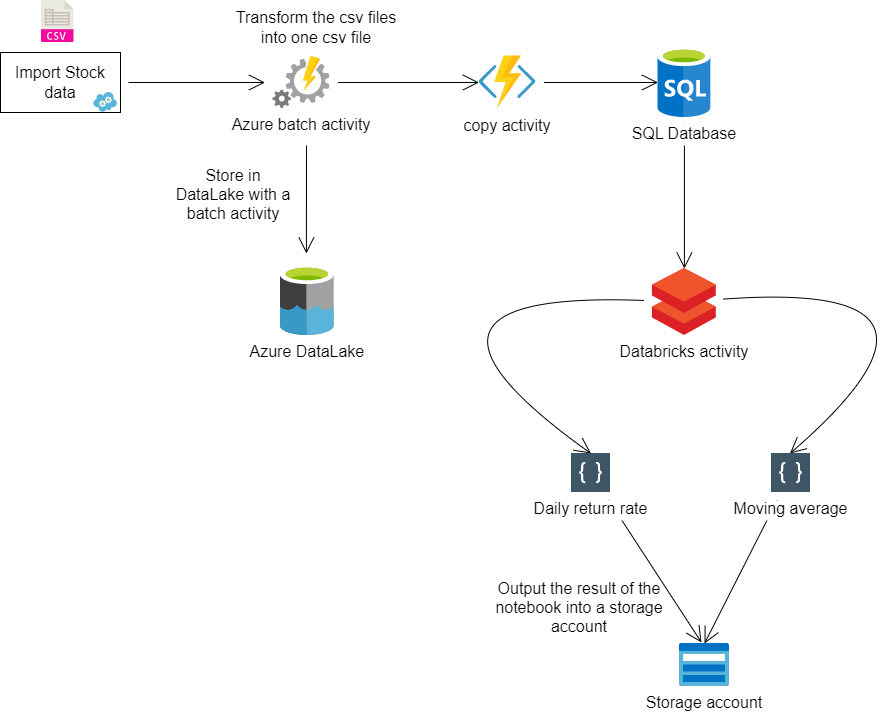 CSV
Transform the csv files
into one csv file
Import Stock
data
Azure batch activity
copy activity
SQL
SQL Database
Store in
DataLake with a
batch activity
Azure DataLake
Databricks activity
{ }
{ }
Daily return rate
Moving average
Output the result of the
notebook into a storage
account
Storage account